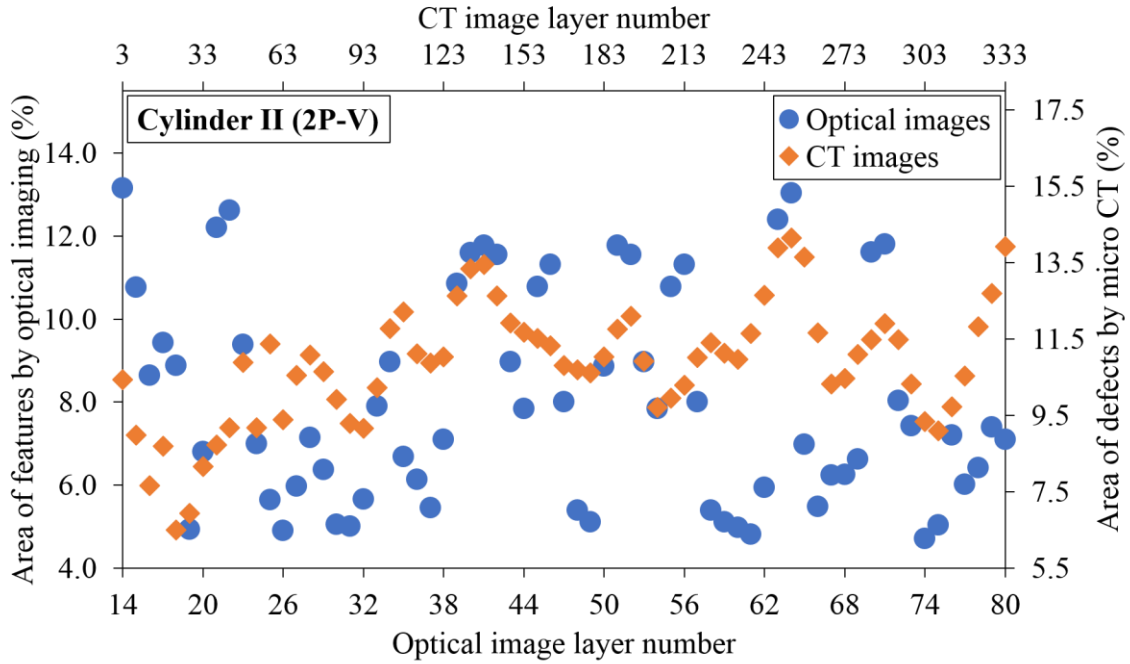 CT image layer number
3 33 63 93 123 153 183 213 243 273 303 333
Cylinder II (2P-V)
Optical images
CT images
Area of features by optical imaging (%)
14.0
12.0
10.0
8.0
6.0
4.0
17.5
15.5
13.5
11.5
9.5
7.5
5.5
Area of defects by micro CT (%)
14 20 26 32 38 44 50 56 62 68 74 80
Optical image layer number